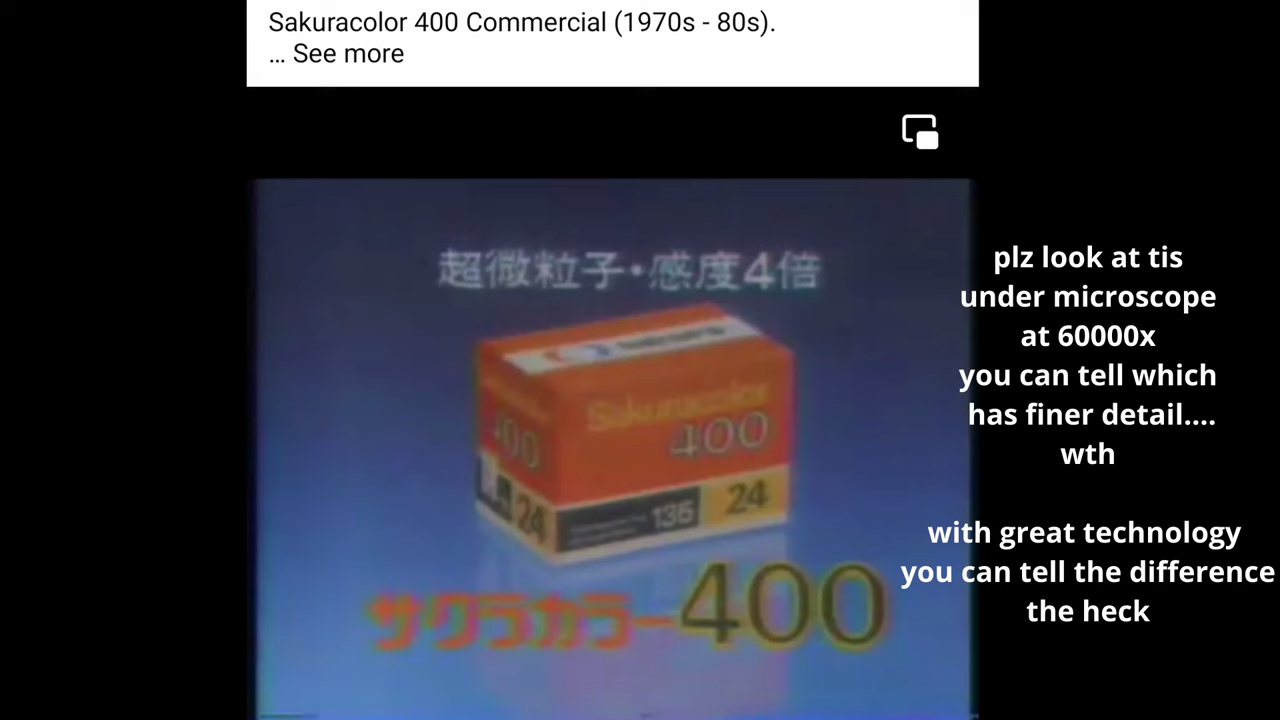 Sakuracolor 400 Commercial (1970s - 80s).
... See more
超微粒子・感度4倍
Sakuracolor
400
400
24
135
24
サクラカラー400
plz look at tis
under microscope
at 60000x
you can tell which
has finer detail....
wth
with great technology
you can tell the difference
the heck